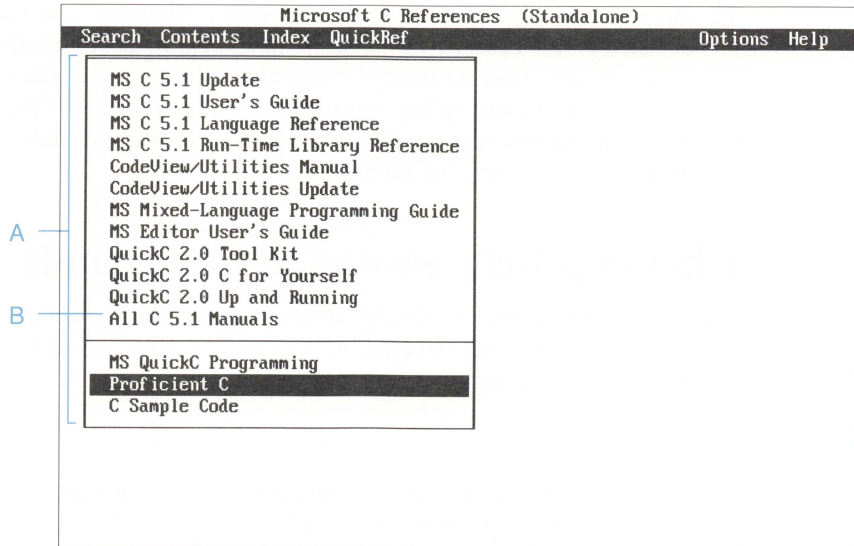 Microsoft C References (Standalone)
Search Contents Index QuickRef Options Help
MS C 5.1 Update
MS C 5.1 User's Guide
MS C 5.1 Language Reference
MS C 5.1 Run-Time Library Reference
CodeView/Utilities Manual
CodeView/Utilities Update
MS Mixed-Language Programming Guide
A
MS Editor User's Guide
QuickC 2.0 Tool Kit
QuickC 2.0 C for Yourself
QuickC 2.0 Up and Running
B
All C 5.1 Manuals
MS QuickC Programming
Proficient C
C Sample Code